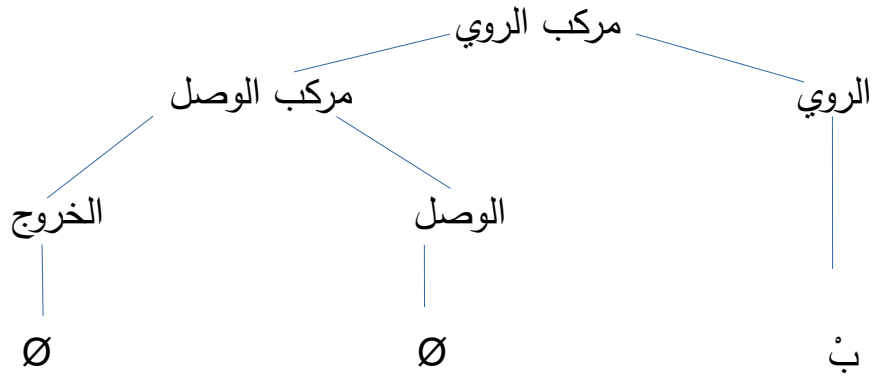 مركب الروي
الروي
مركب الوصل
الوصل
الخروج
بْ
Ø
Ø